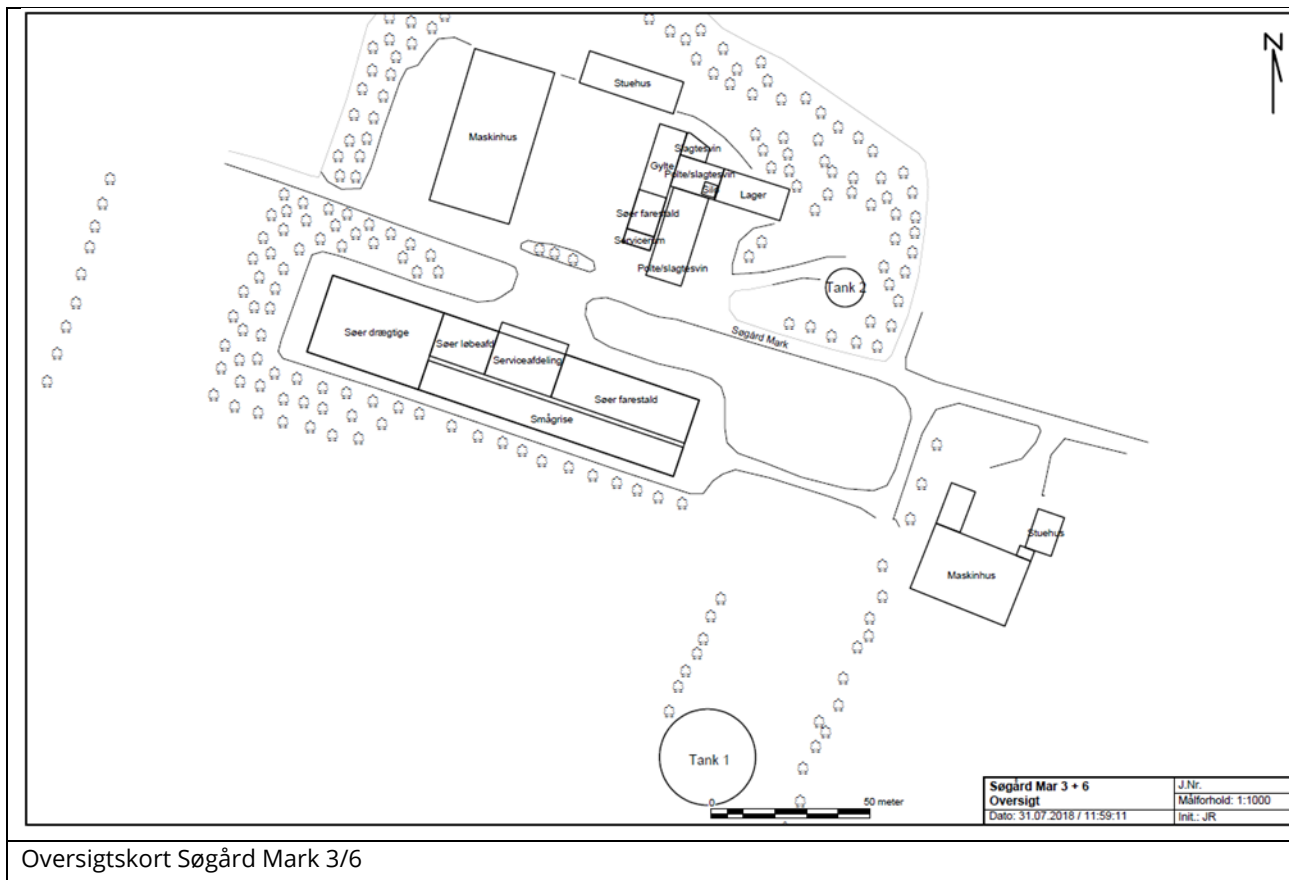 N
Stuehus
Maskinhus
Slagtesvin
Gylte
Polte/slagtesvin
Silo
Lager
Søer farestald
Servicerum
Polte/slagtesvin
Tank 2
Søgård Mark
Søer drægtige
Søer løbeafd
Serviceafdeling
Søer farestald
Smågrise
Stuehus
Maskinhus
Tank 1
0 50 meter
Søgård Mar 3 + 6
Oversigt
Dato: 31.07.2018 / 11:59:11
J.Nr.
Målforhold: 1:1000
Init.: JR
Oversigtskort Søgård Mark 3/6